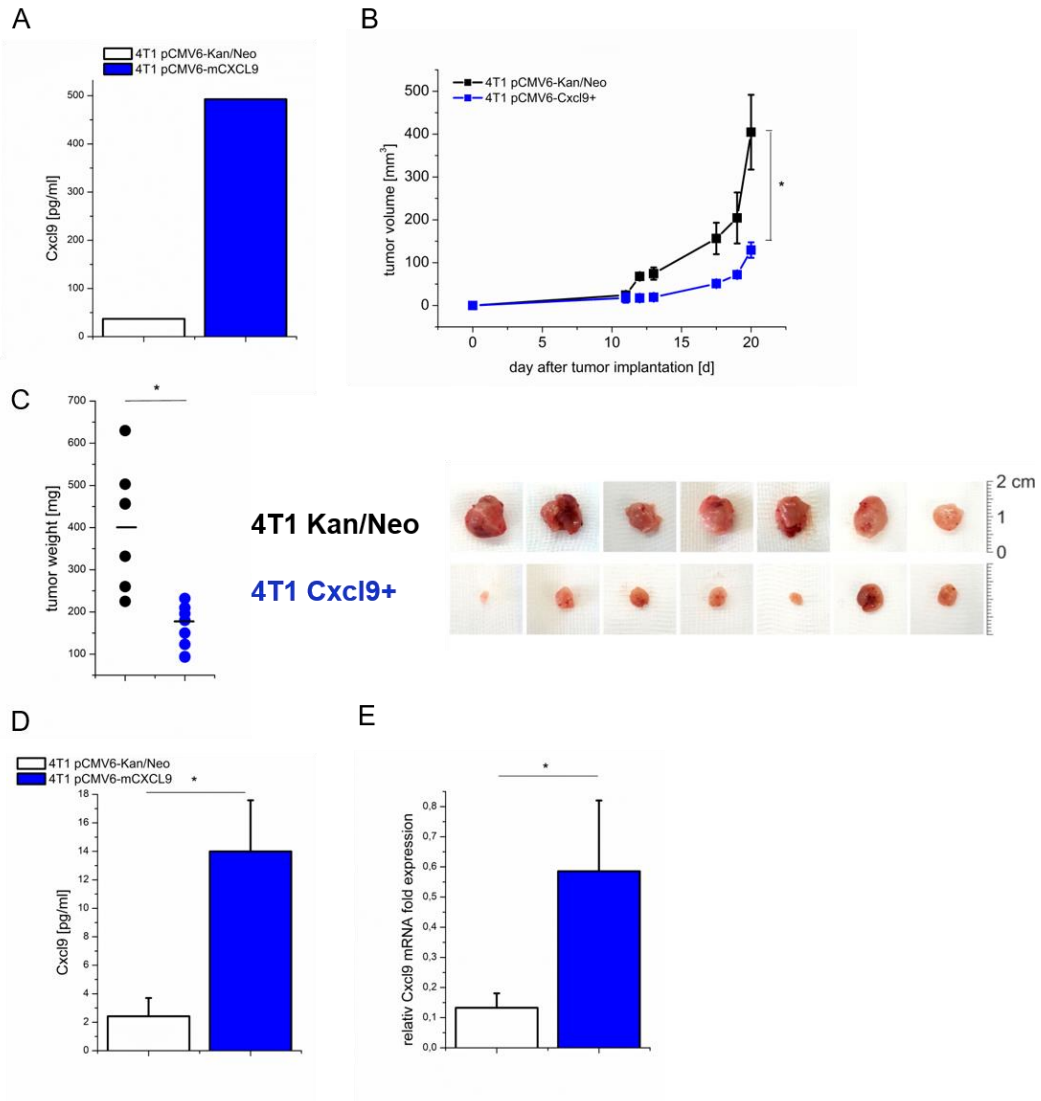 A
4T1 pCMV6-Kan/Neo
4T1 pCMV6-mCXCL9
500
400
300
200
100
0
Cxcl9 [pg/ml]
B
4T1 pCMV6-Kan/Neo
4T1 pCMV6-Cxcl9+
500
400
300
200
100
0
tumor volume [mm³]
*
0 5 10 15 20
day after tumor implantation [d]
C
*
700
600
500
400
300
200
100
tumor weight [mg]
4T1 Kan/Neo
4T1 Cxcl9+
2 cm
1
0
D
4T1 pCMV6-Kan/Neo
4T1 pCMV6-mCXCL9
*
18
16
14
12
10
8
6
4
2
0
Cxcl9 [pg/ml]
E
*
0,8
0,7
0,6
0,5
0,4
0,3
0,2
0,1
0,0
relativ Cxcl9 mRNA fold expression